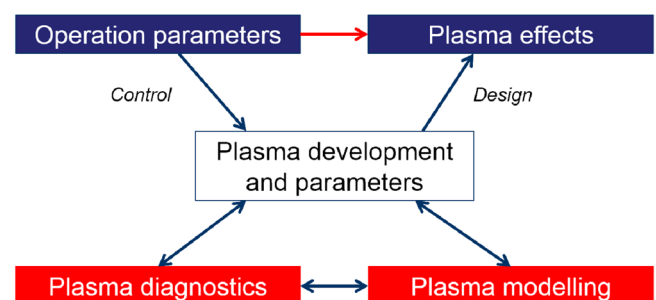 Operation parameters
Plasma effects
Control
Design
Plasma development
and parameters
Plasma diagnostics
Plasma modelling